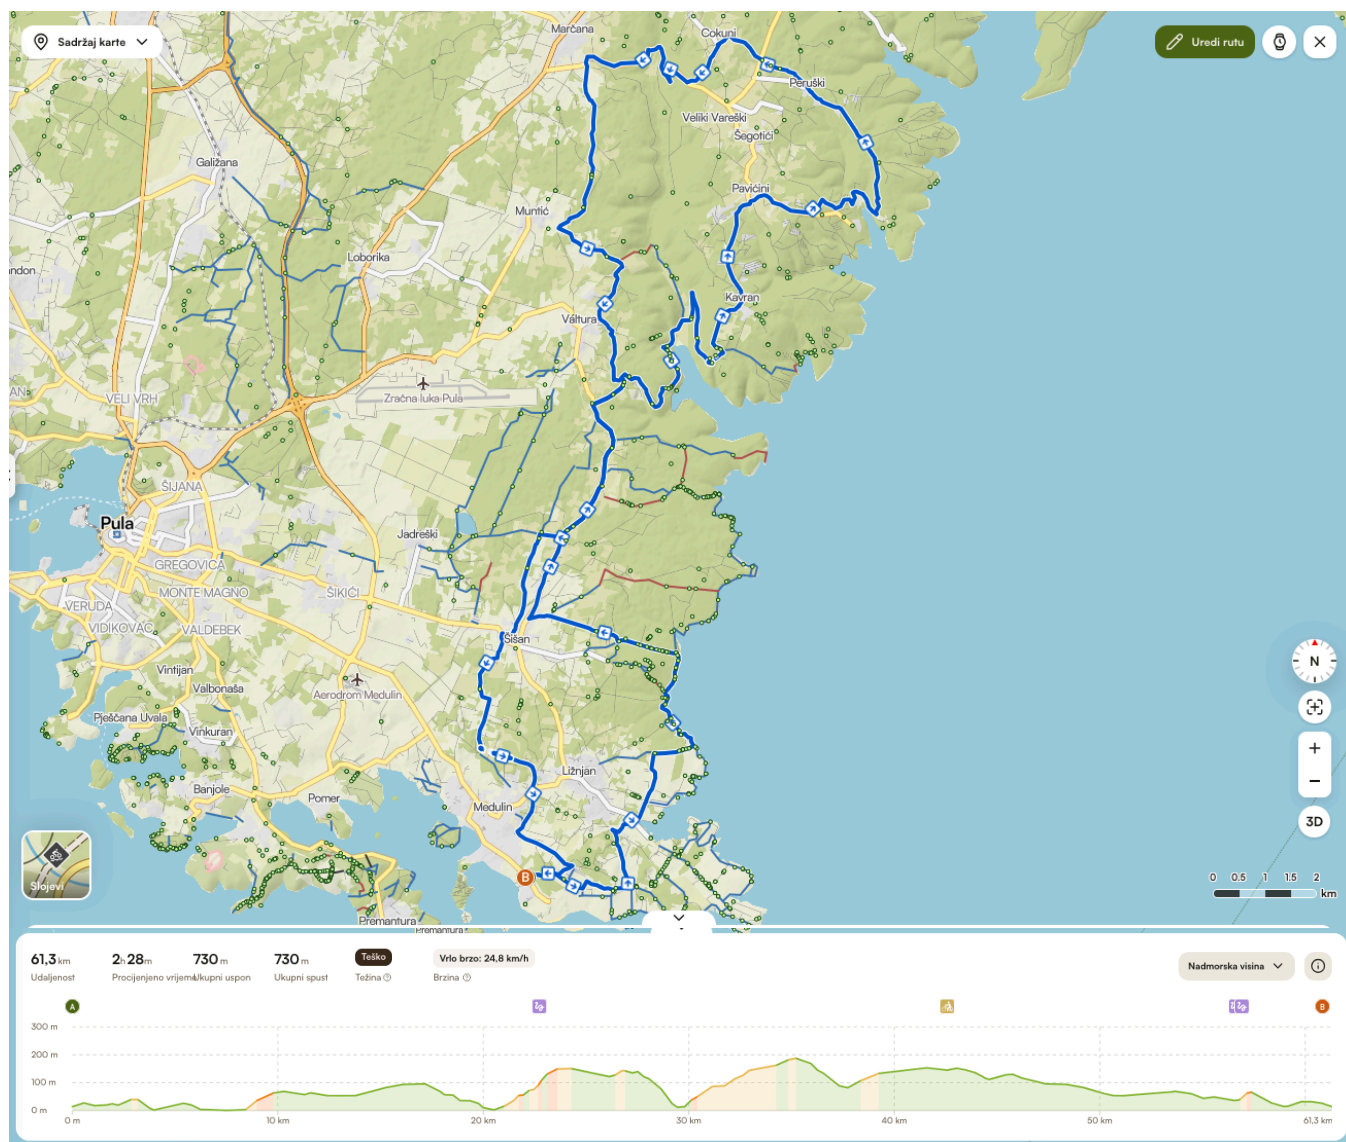 Sadržaj karte
Marčana
Cokuni
Uredi rutu
Peruški
Veliki Vareški
Šegotići
Galižana
Pavićini
Muntić
Loborika
Kavran
Valtura
VELI VRH
Zračna luka Pula
ŠIJANA
Pula
Jadreški
GREGOVICA
MONTE MAGNO
ŠIKIĆI
VERUDA
VIDIKOVAC
VALDEBEK
Šišan
N
Vintijan
Valbonaša
Aerodrom Medulin
Pješčana Uvala
Vinkuran
Ližnjan
Banjole
Pomer
Medulin
3D
Slojevi
B
0 0.5 1 1.5 2
km
Premantura
Premantura
61,3 km
2h 28m
730 m
730 m
Teško
Vrlo brzo: 24,8 km/h
Nadmorska visina
Udaljenost
Procijenjeno vrijeme
Ukupni uspon
Ukupni spust
Težina
Brzina
A
B
300 m
200 m
100 m
0 m
0 m
10 km
20 km
30 km
40 km
50 km
61,3 km